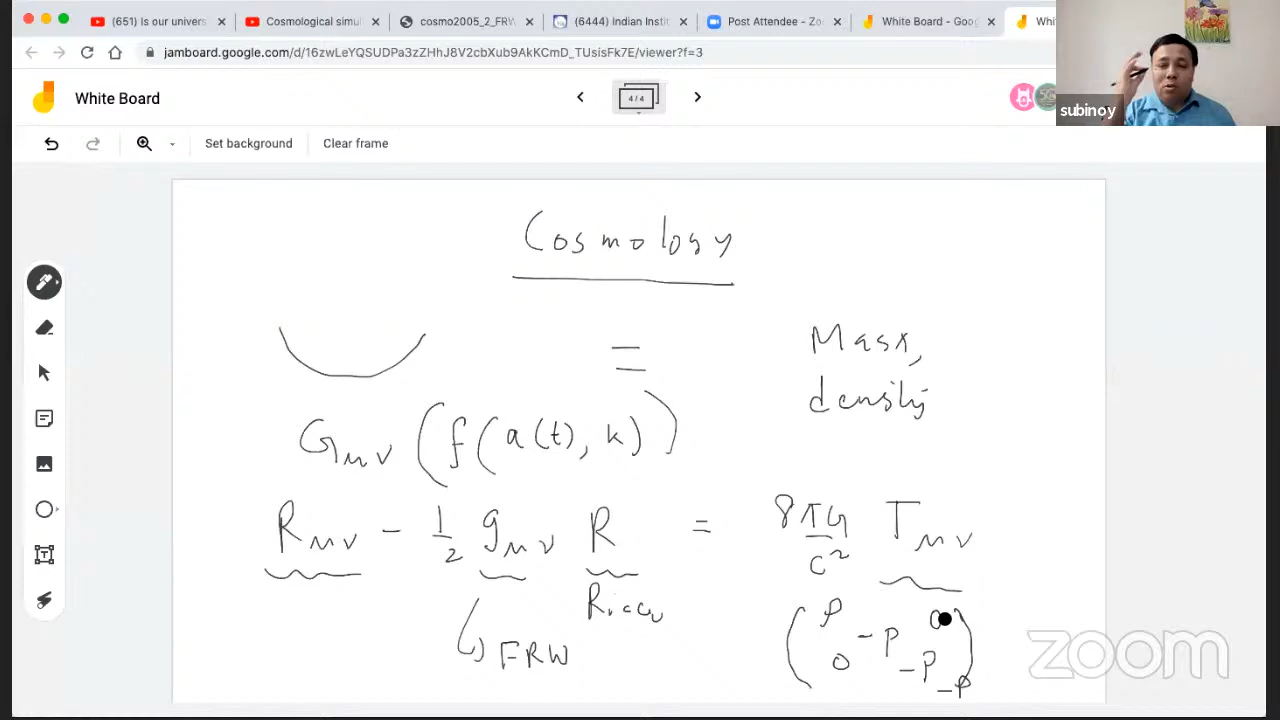 (651) Is our univers
Cosmological simul
cosmo2005_2_FRW
(6444) Indian Instit
Post Attendee - Zo
White Board - Goo
Whi
jamboard.google.com/d/16zwLeYQSUDPa3zZHhJ8V2cbXub9AkKCmD_TUsisFk7E/viewer?f=3
White Board
4 / 4
subinoy
Set background
Clear frame
Cosmology
= Mass,
density
Gμν (f(a(t), k))
Rμν - 1/2 gμν R = 8πG/c² Tμν
Ricci
↳ FRW
(ρ 0
-P
0 -P
-P)
zoom